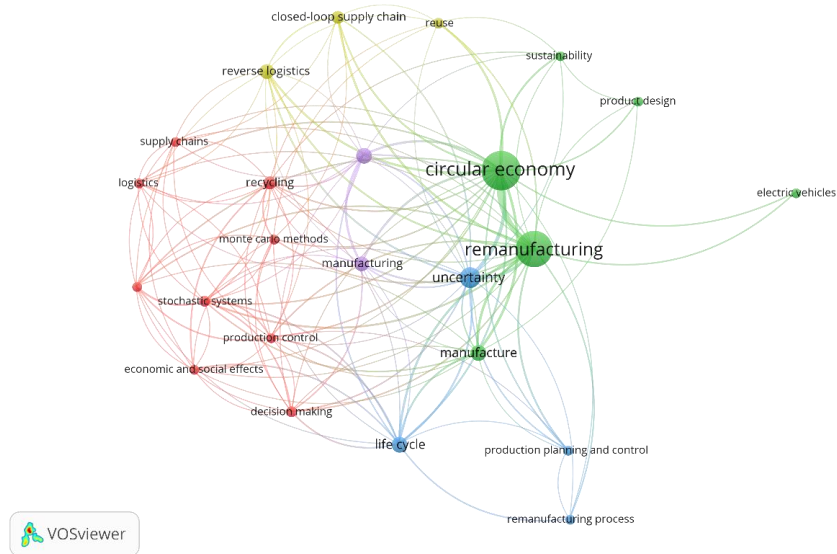 closed-loop supply chain
reuse
sustainability
reverse logistics
product design
supply chains
circular economy
logistics
recycling
electric vehicles
monte carlo methods
remanufacturing
manufacturing
uncertainty
stochastic systems
production control
manufacture
economic and social effects
decision making
life cycle
production planning and control
remanufacturing process
VOSviewer